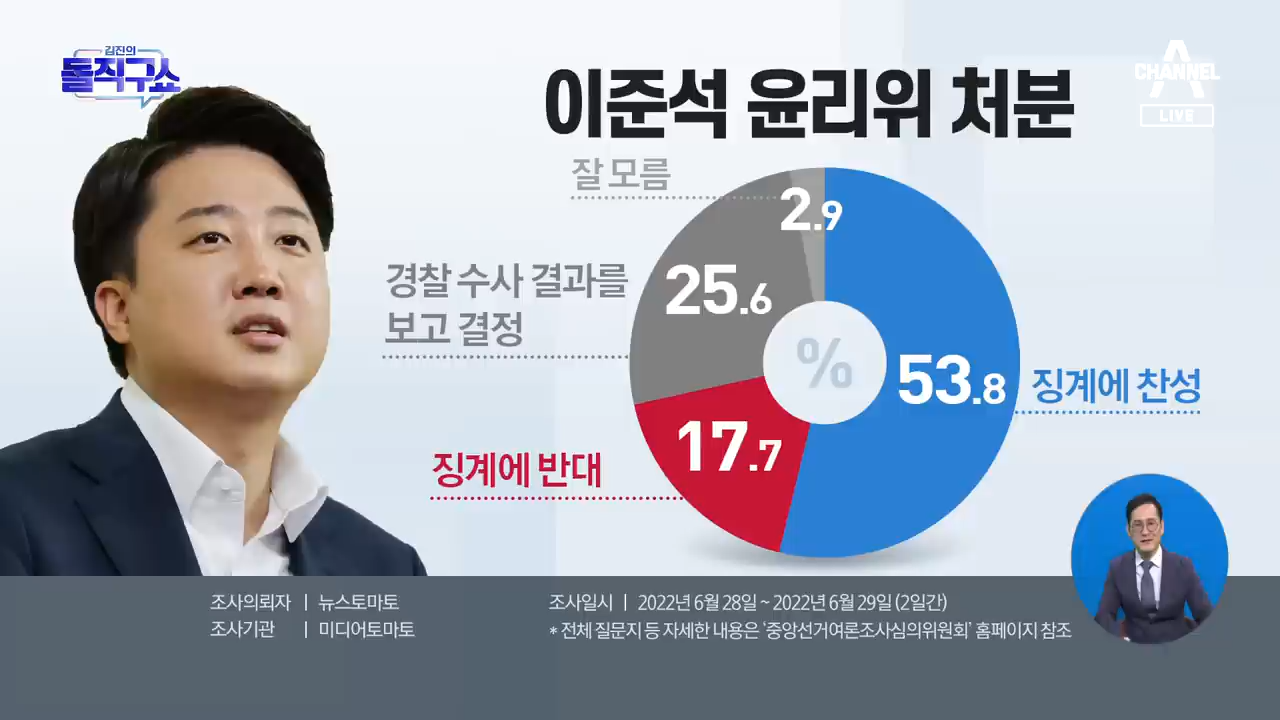 김진의
돌직구쇼
CHANNEL A
LIVE
이준석 윤리위 처분
잘 모름
2.9
경찰 수사 결과를
보고 결정
25.6
%
53.8
징계에 찬성
징계에 반대
17.7
조사의뢰자 | 뉴스토마토
조사기관 | 미디어토마토
조사일시 | 2022년 6월 28일 ~ 2022년 6월 29일 (2일간)
* 전체 질문지 등 자세한 내용은 ‘중앙선거여론조사심의위원회’ 홈페이지 참조